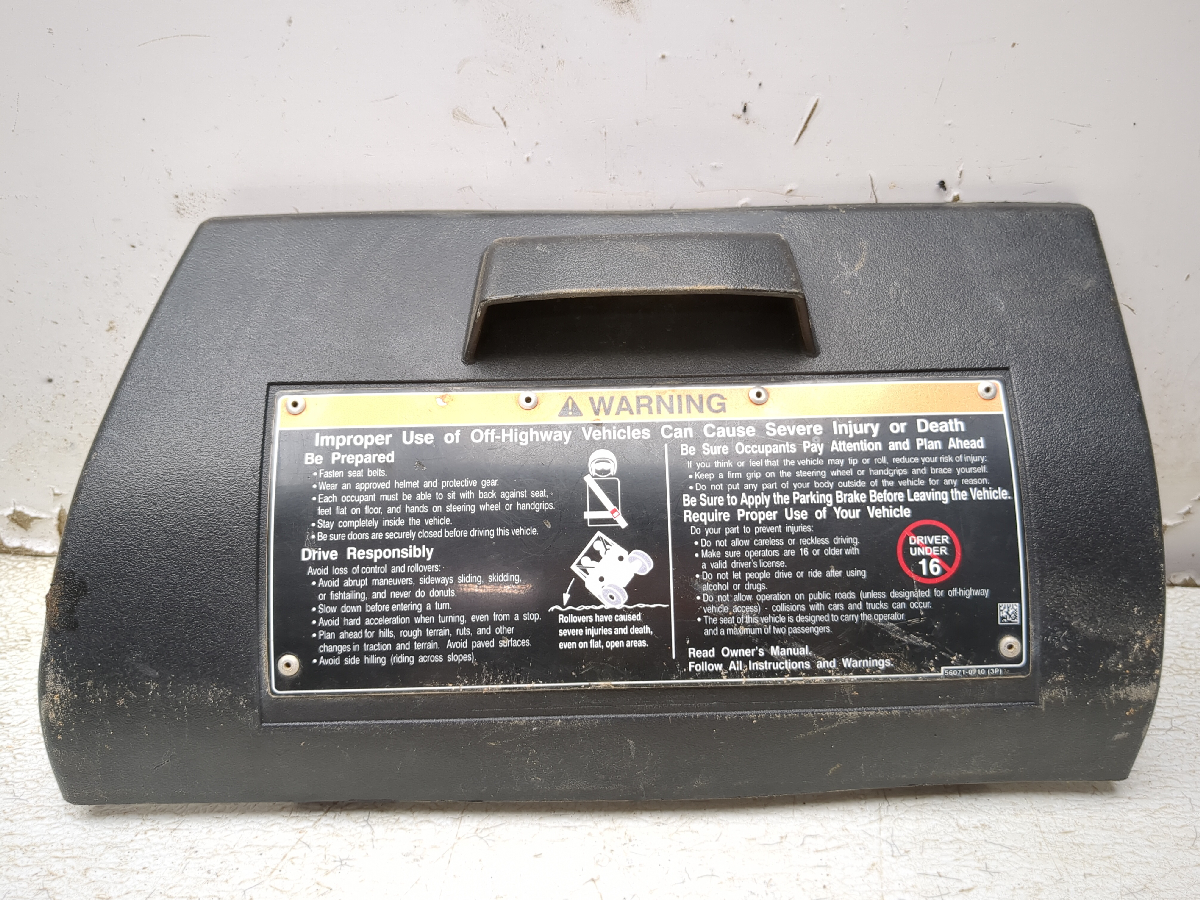 WARNING
Improper Use of Off-Highway Vehicles Can Cause Severe Injury or Death
Be Prepared
• Fasten seat belts.
• Wear an approved helmet and protective gear.
• Each occupant must be able to sit with back against seat,
feet flat on floor, and hands on steering wheel or handgrips.
• Stay completely inside the vehicle.
• Be sure doors are securely closed before driving this vehicle.
Drive Responsibly
Avoid loss of control and rollovers:
• Avoid abrupt maneuvers, sideways sliding, skidding,
or fishtailing, and never do donuts.
• Slow down before entering a turn.
• Avoid hard acceleration when turning, even from a stop.
• Plan ahead for hills, rough terrain, ruts, and other
changes in traction and terrain. Avoid paved surfaces.
• Avoid side hilling (riding across slopes).
Rollovers have caused
severe injuries and death,
even on flat, open areas.
Be Sure Occupants Pay Attention and Plan Ahead
If you think or feel that the vehicle may tip or roll, reduce your risk of injury:
• Keep a firm grip on the steering wheel or handgrips and brace yourself.
• Do not put any part of your body outside of the vehicle for any reason.
Be Sure to Apply the Parking Brake Before Leaving the Vehicle.
Require Proper Use of Your Vehicle
Do your part to prevent injuries:
• Do not allow careless or reckless driving.
• Make sure operators are 16 or older with
a valid driver's license.
• Do not let people drive or ride after using
alcohol or drugs.
• Do not allow operation on public roads (unless designated for off-highway
vehicle access) - collisions with cars and trucks can occur.
• The seat of this vehicle is designed to carry the operator
and a maximum of two passengers.
DRIVER
UNDER
16
Read Owner's Manual.
Follow All Instructions and Warnings.
56071-0710 (3P)